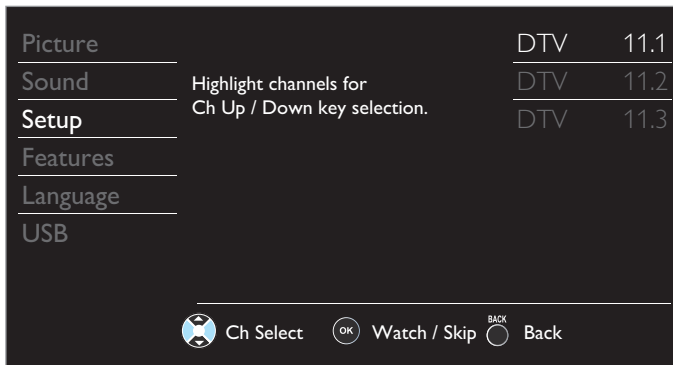 Picture
Sound
Setup
Features
Language
USB
Highlight channels for
Ch Up / Down key selection.
DTV 11.1
DTV 11.2
DTV 11.3
Ch Select OK Watch / Skip BACK Back